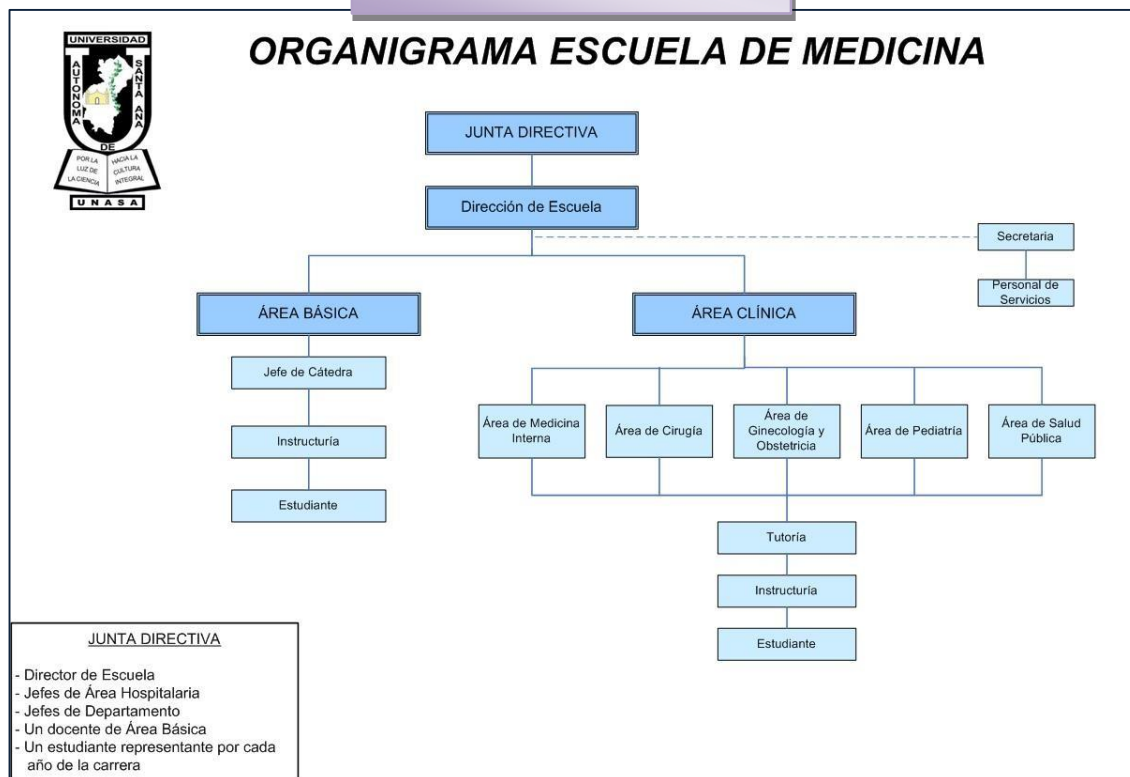 ORGANIGRAMA ESCUELA DE MEDICINA
UNIVERSIDAD
AUTONOMA
DE
SANTA ANA
POR LA
LUZ DE
LA CIENCIA
HACIA LA
CULTURA
INTEGRAL
UNASA
JUNTA DIRECTIVA
Dirección de Escuela
Secretaria
Personal de
Servicios
ÁREA BÁSICA
ÁREA CLÍNICA
Jefe de Cátedra
Instructuría
Estudiante
Área de Medicina
Interna
Área de Cirugía
Área de
Ginecología y
Obstetricia
Área de Pediatría
Área de Salud
Pública
Tutoría
Instructuría
Estudiante
JUNTA DIRECTIVA
- Director de Escuela
- Jefes de Área Hospitalaria
- Jefes de Departamento
- Un docente de Área Básica
- Un estudiante representante por cada
año de la carrera